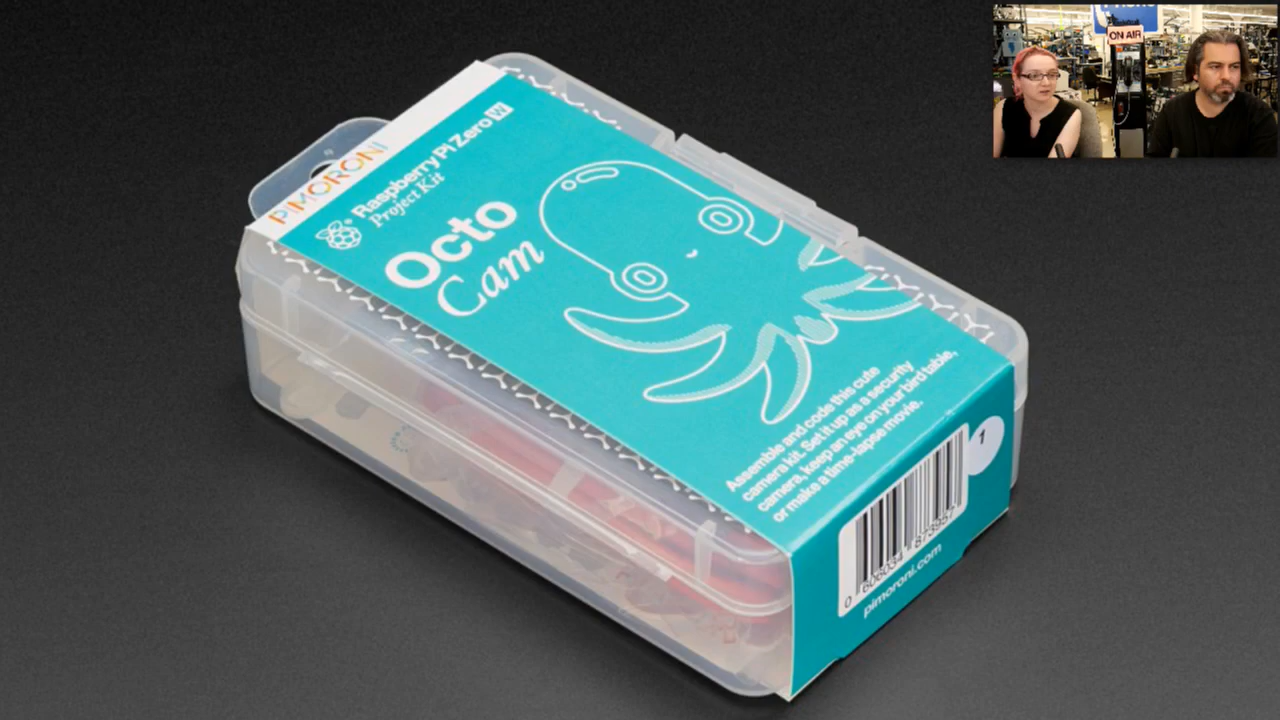 ON AIR
PIMORONI
Raspberry Pi Zero W
Project Kit
Octo
Cam
Assemble and code this cute
camera kit. Set it up as a security
camera, keep an eye on your bird table,
or make a time-lapse movie.
1
pimoroni.com